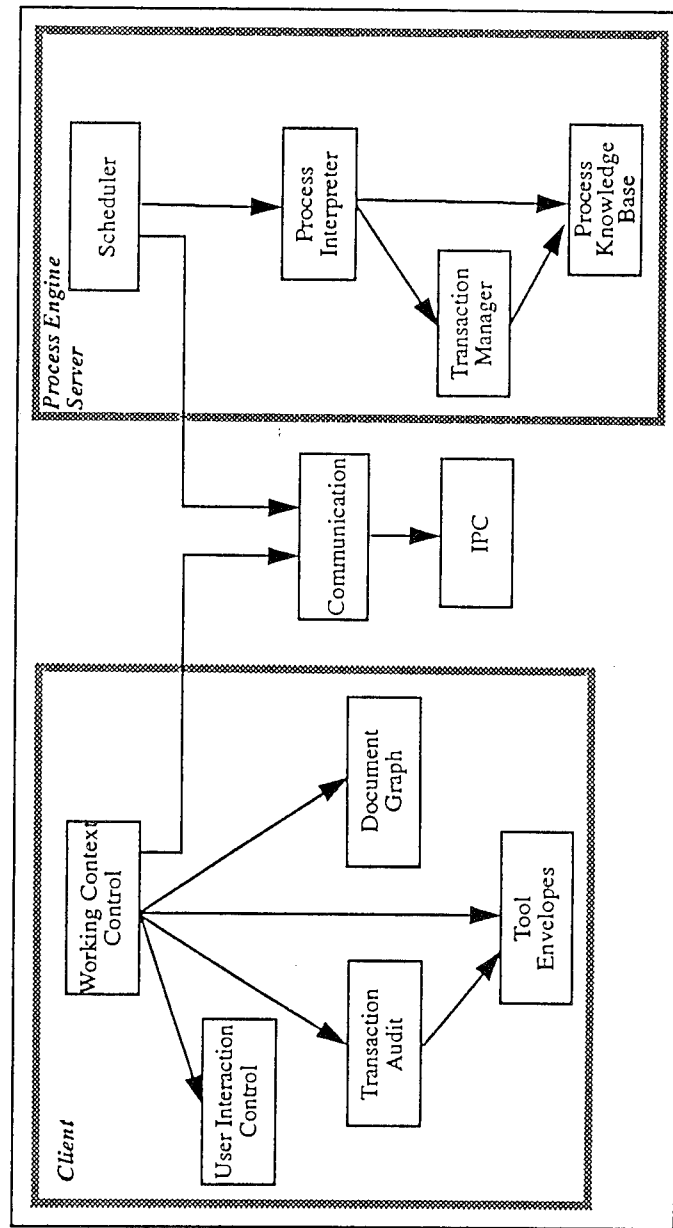 Client
Working Context
Control
User Interaction
Control
Transaction
Audit
Document
Graph
Tool
Envelopes
Communication
IPC
Process Engine
Server
Scheduler
Process
Interpreter
Transaction
Manager
Process
Knowledge
Base